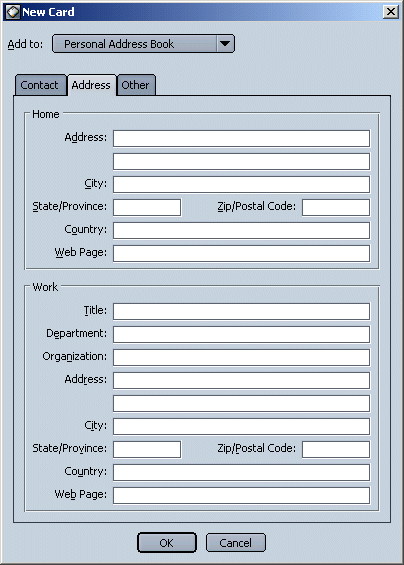 New Card
Add to: Personal Address Book
Contact Address Other
Home
Address:
City:
State/Province: Zip/Postal Code:
Country:
Web Page:
Work
Title:
Department:
Organization:
Address:
City:
State/Province: Zip/Postal Code:
Country:
Web Page:
OK Cancel